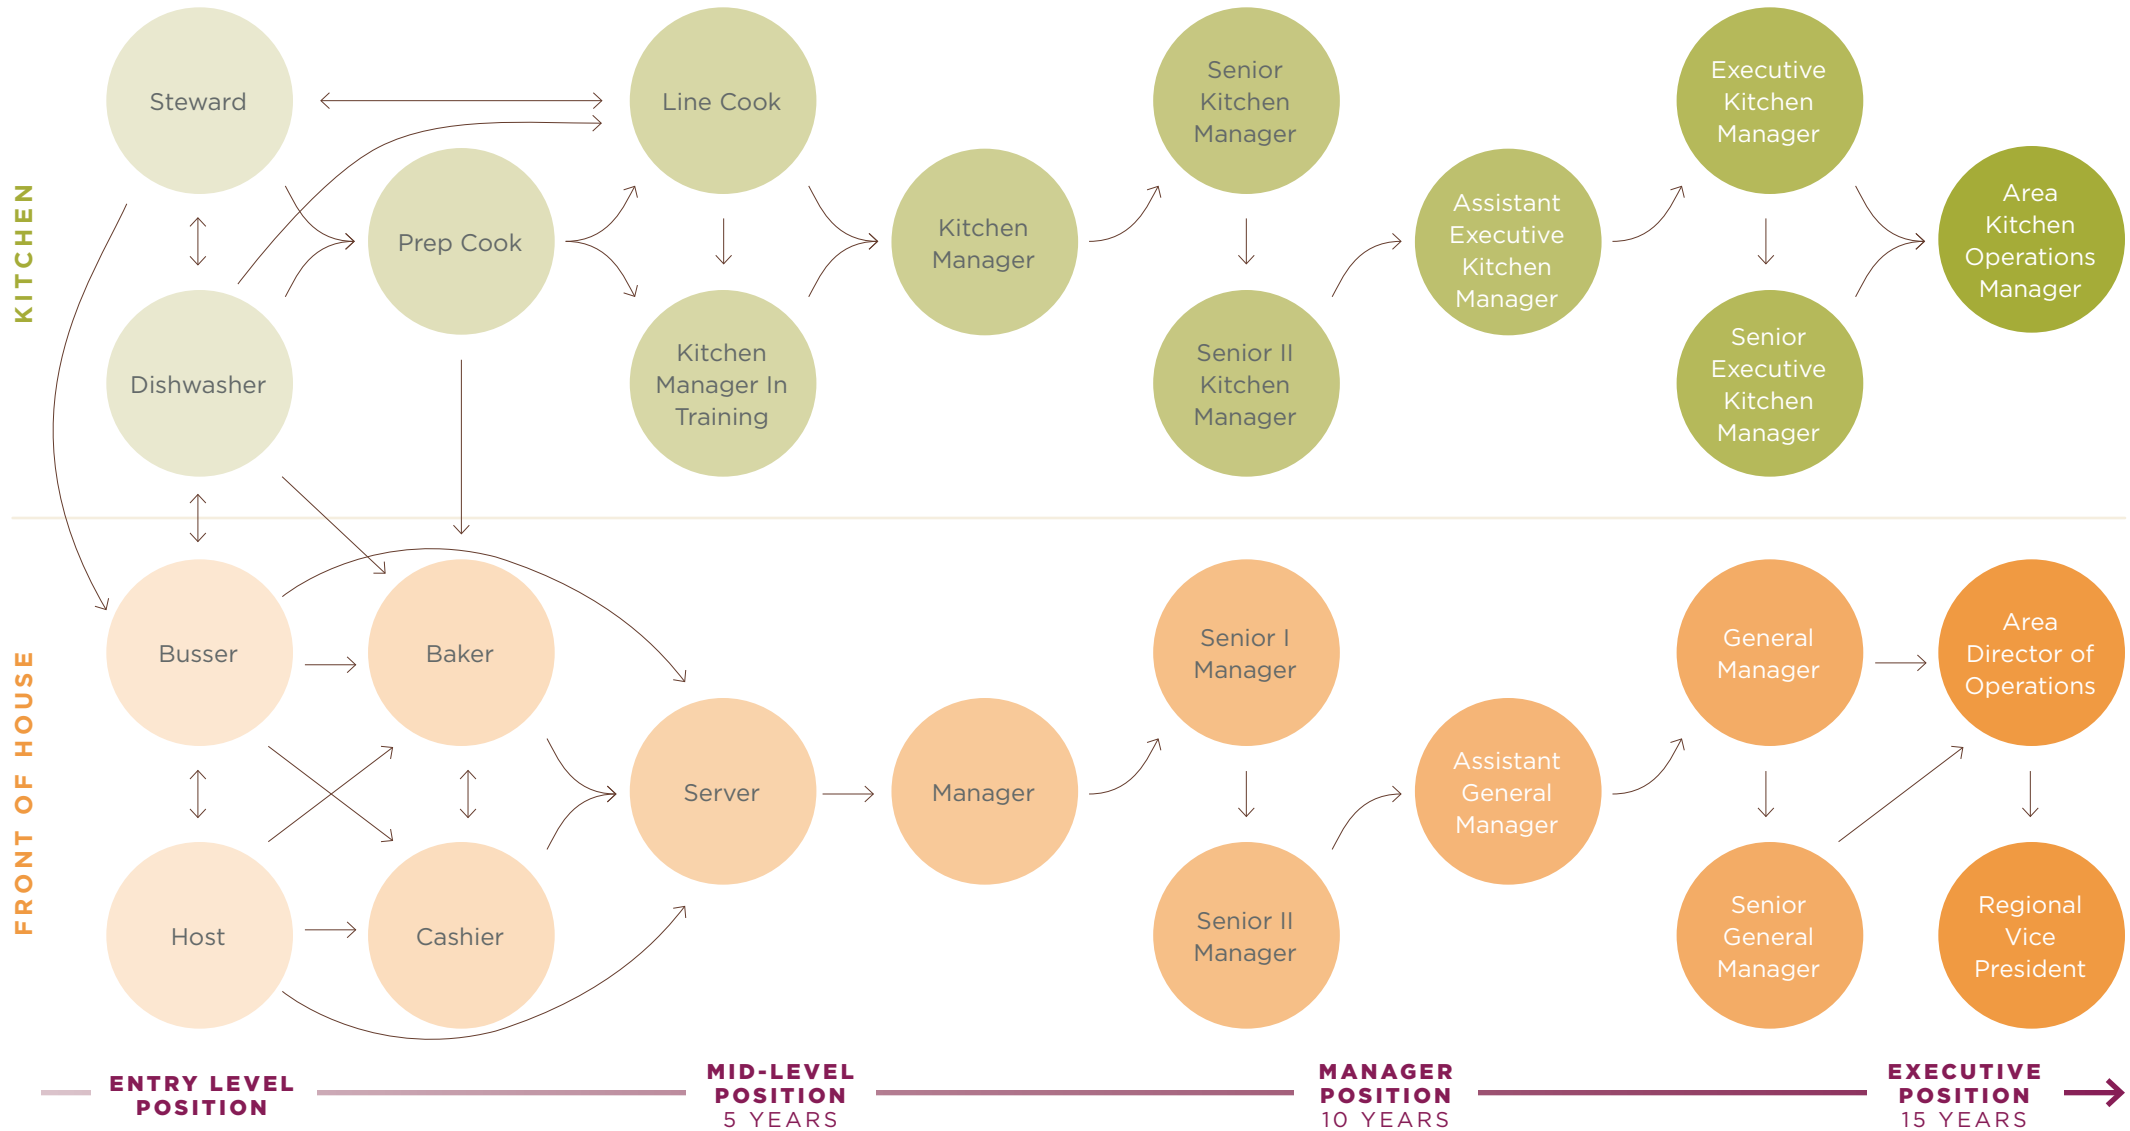 KITCHEN
Steward
Line Cook
Senior
Kitchen
Manager
Executive
Kitchen
Manager
Prep Cook
Kitchen
Manager
Assistant
Executive
Kitchen
Manager
Area
Kitchen
Operations
Manager
Dishwasher
Kitchen
Manager In
Training
Senior II
Kitchen
Manager
Senior
Executive
Kitchen
Manager
FRONT OF HOUSE
Busser
Baker
Senior I
Manager
General
Manager
Area
Director of
Operations
Server
Manager
Assistant
General
Manager
Host
Cashier
Senior II
Manager
Senior
General
Manager
Regional
Vice
President
ENTRY LEVEL
POSITION
MID-LEVEL
POSITION
5 YEARS
MANAGER
POSITION
10 YEARS
EXECUTIVE
POSITION
15 YEARS